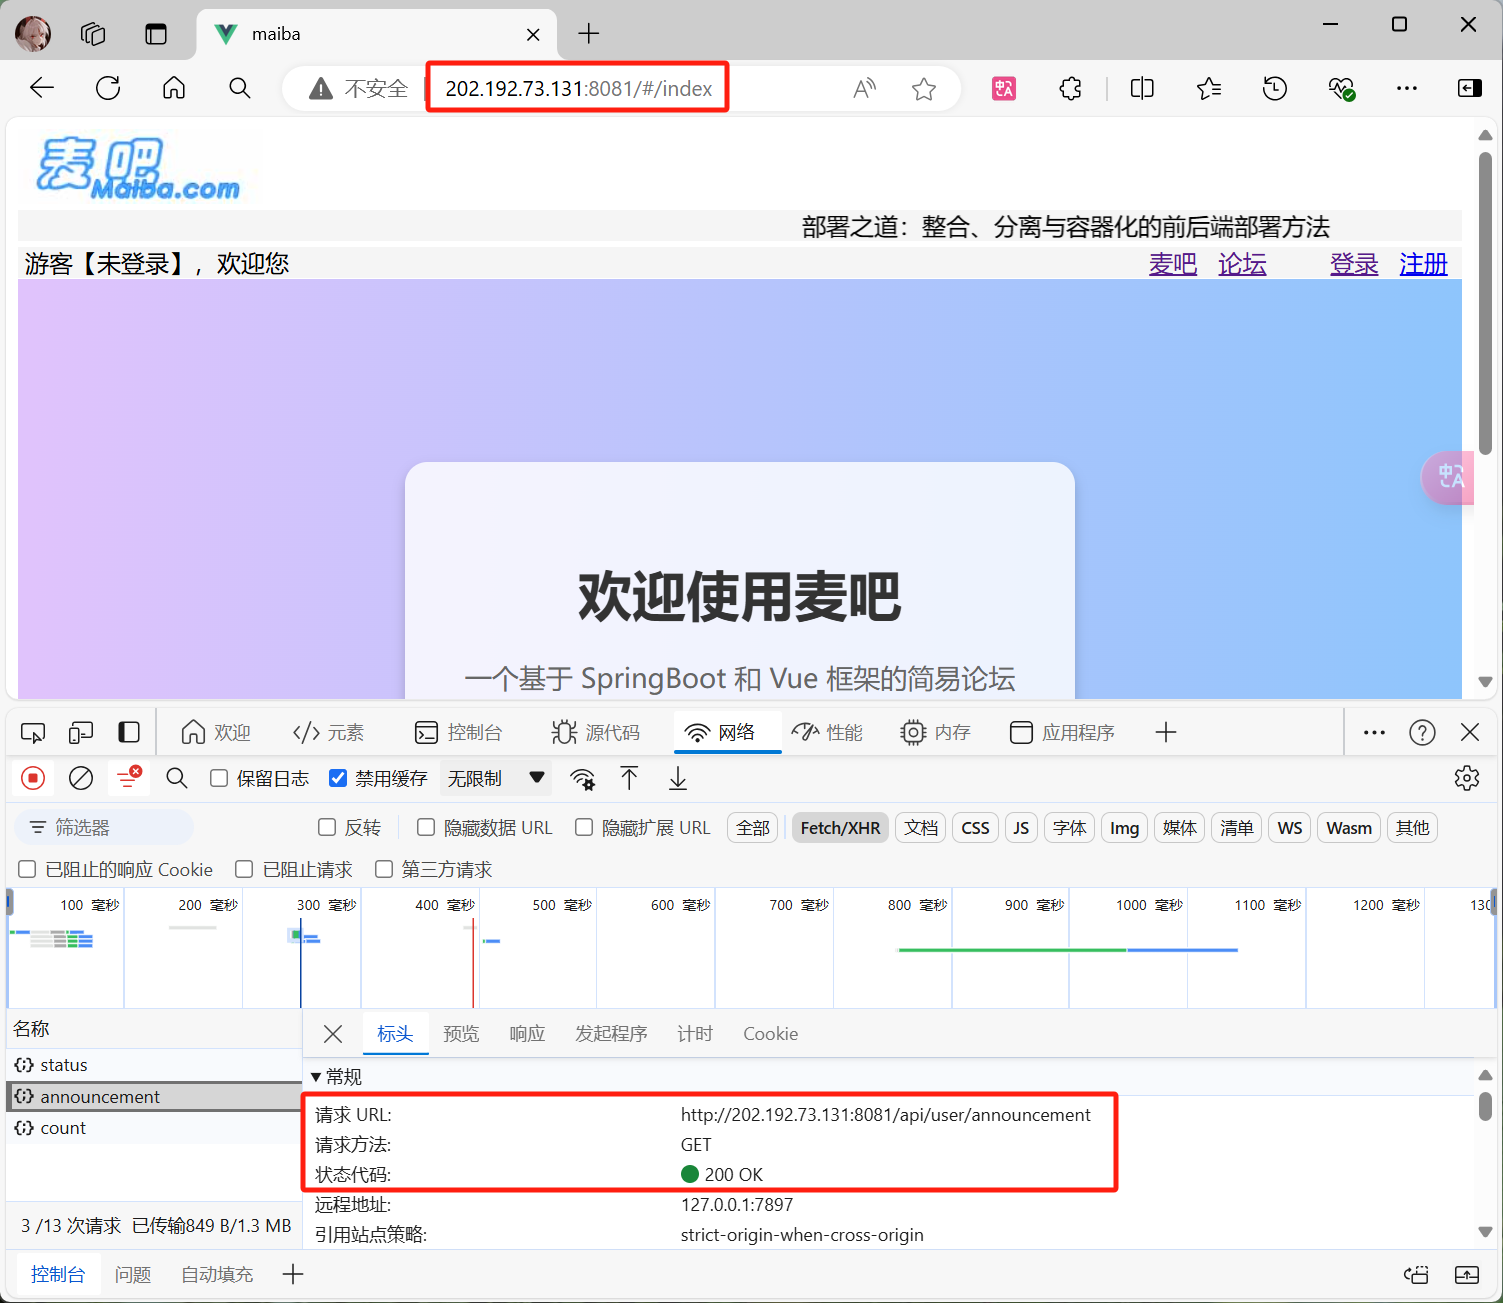 maiba
不安全
202.192.73.131:8081/#/index
麦吧
Maiba.com
部署之道：整合、分离与容器化的前后端部署方法
游客【未登录】，欢迎您 麦吧 论坛 登录 注册
欢迎使用麦吧
一个基于 SpringBoot 和 Vue 框架的简易论坛
欢迎 元素 控制台 源代码 网络 性能 内存 应用程序
保留日志 禁用缓存 无限制
筛选器 反转 隐藏数据 URL 隐藏扩展 URL 全部 Fetch/XHR 文档 CSS JS 字体 Img 媒体 清单 WS Wasm 其他
已阻止的响应 Cookie 已阻止请求 第三方请求
100 毫秒 200 毫秒 300 毫秒 400 毫秒 500 毫秒 600 毫秒 700 毫秒 800 毫秒 900 毫秒 1000 毫秒 1100 毫秒 1200 毫秒 130
名称
status
announcement
count
3 /13 次请求 已传输849 B/1.3 MB
标头 预览 响应 发起程序 计时 Cookie
常规
请求 URL: http://202.192.73.131:8081/api/user/announcement
请求方法: GET
状态代码: 200 OK
远程地址: 127.0.0.1:7897
引用站点策略: strict-origin-when-cross-origin
控制台 问题 自动填充